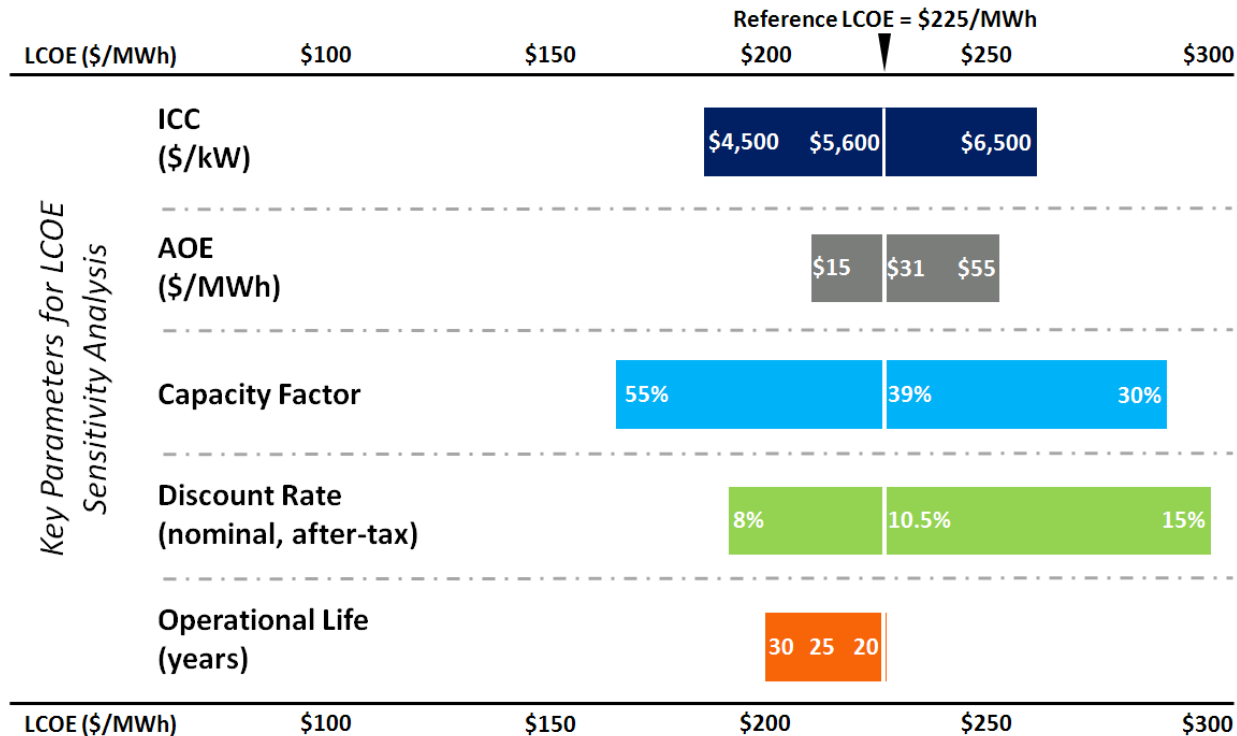 Reference LCOE = $225/MWh
LCOE ($/MWh) $100 $150 $200 $250 $300
Key Parameters for LCOE
Sensitivity Analysis
ICC
($/kW)
$4,500 $5,600 $6,500
AOE
($/MWh)
$15 $31 $55
Capacity Factor
55% 39% 30%
Discount Rate
(nominal, after-tax)
8% 10.5% 15%
Operational Life
(years)
30 25 20
LCOE ($/MWh) $100 $150 $200 $250 $300